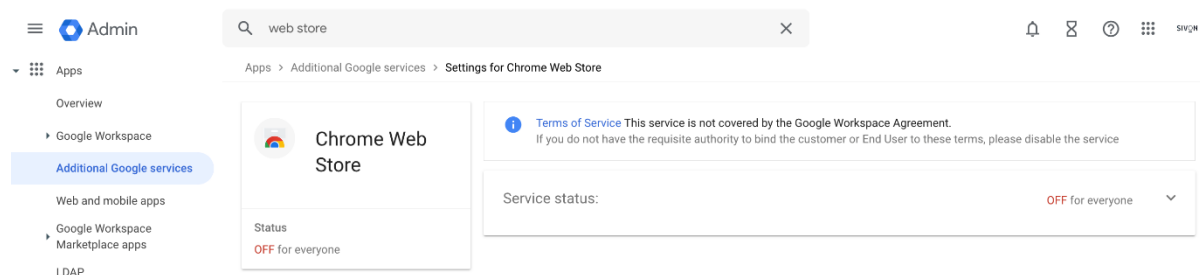 Admin
web store
SIVON
Apps
Apps > Additional Google services > Settings for Chrome Web Store
Overview
Google Workspace
Additional Google services
Web and mobile apps
Google Workspace
Marketplace apps
LDAP
Chrome Web
Store
Status
OFF for everyone
Terms of Service This service is not covered by the Google Workspace Agreement.
If you do not have the requisite authority to bind the customer or End User to these terms, please disable the service
Service status:
OFF for everyone